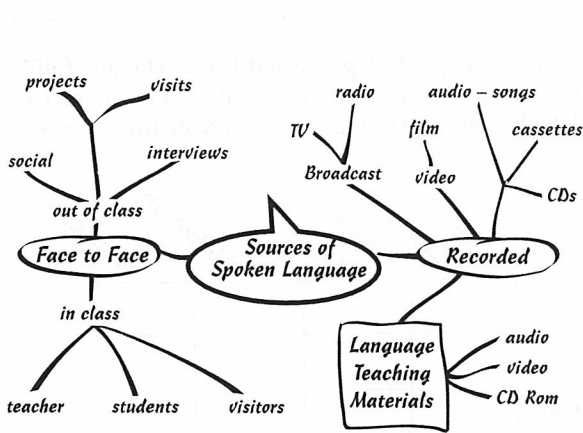 projects
visits
radio
audio – songs
TV
film
cassettes
social
interviews
Broadcast
video
CDs
out of class
Face to Face
Sources of
Spoken Language
Recorded
in class
Language
Teaching
Materials
audio
video
CD Rom
teacher
students
visitors